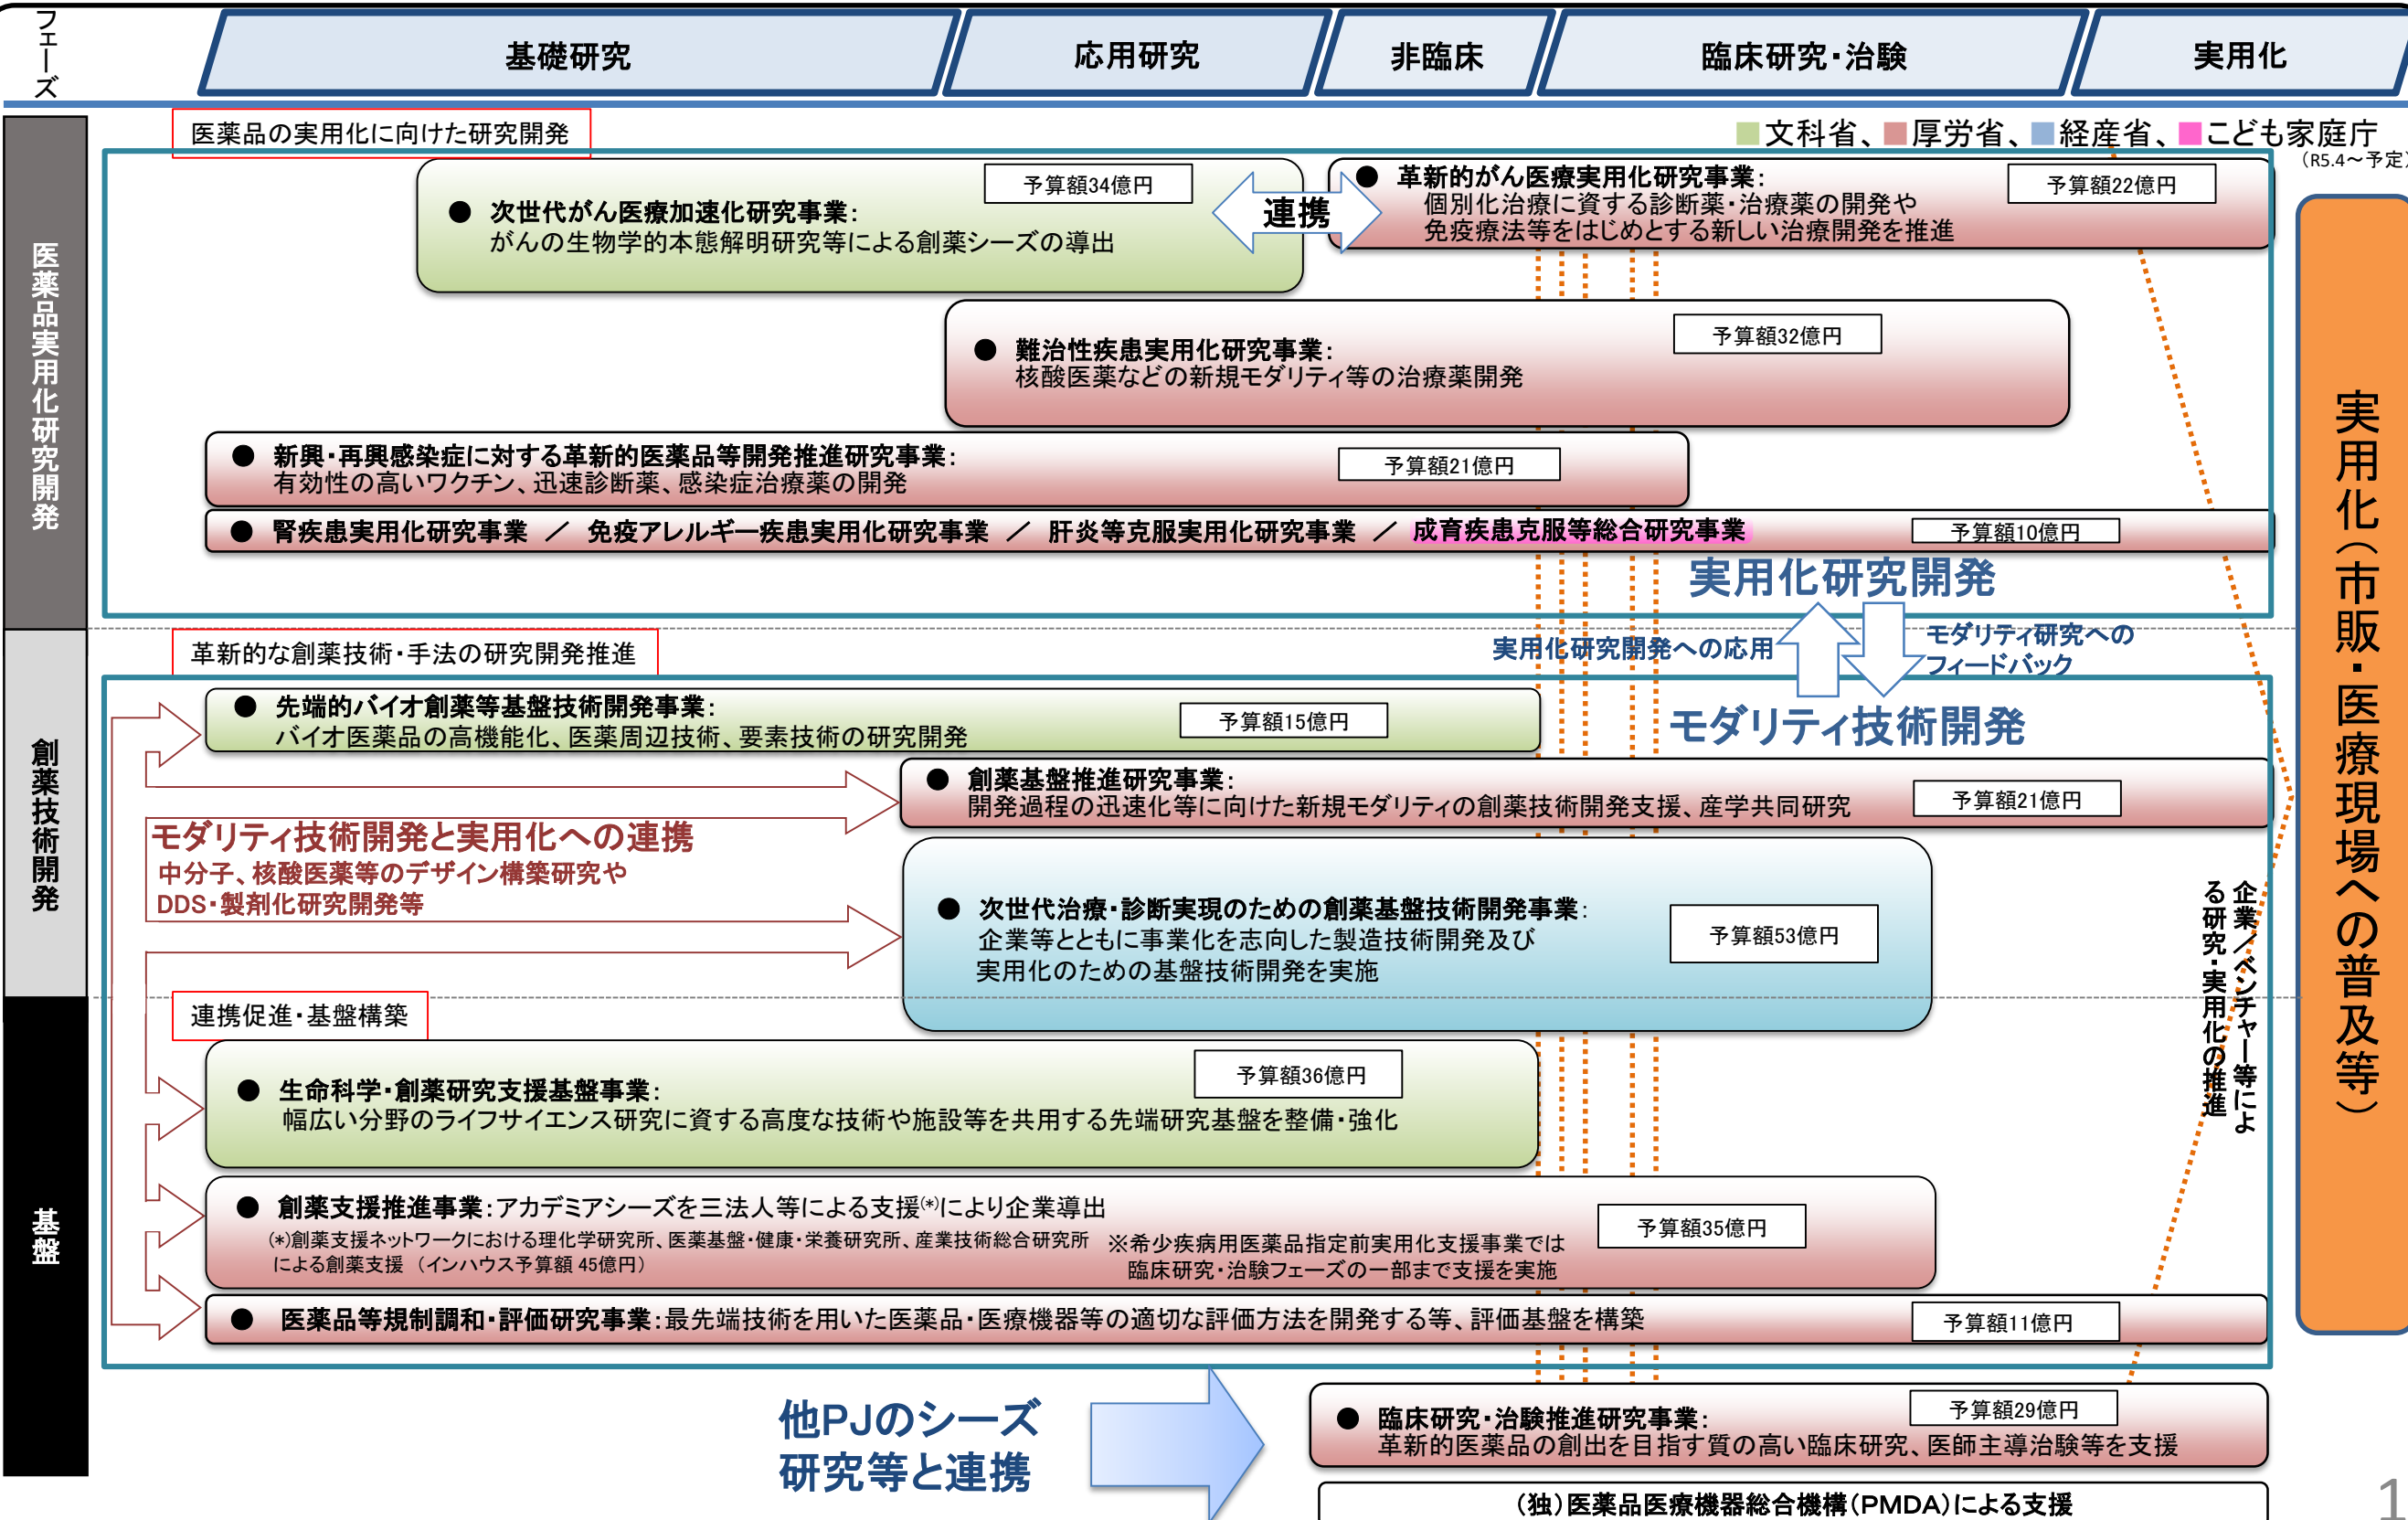 フェーズ
基礎研究
応用研究
非臨床
臨床研究・治験
実用化
医薬品の実用化に向けた研究開発
文科省、厚労省、経産省、こども家庭庁
(R5.4～予定)
医薬品実用化研究開発
予算額34億円
● 次世代がん医療加速化研究事業:
がんの生物学的本態解明研究等による創薬シーズの導出
連携
● 革新的がん医療実用化研究事業:
予算額22億円
個別化治療に資する診断薬・治療薬の開発や
免疫療法等をはじめとする新しい治療開発を推進
予算額32億円
● 難治性疾患実用化研究事業:
核酸医薬などの新規モダリティ等の治療薬開発
● 新興・再興感染症に対する革新的医薬品等開発推進研究事業:
予算額21億円
有効性の高いワクチン、迅速診断薬、感染症治療薬の開発
● 腎疾患実用化研究事業 ／ 免疫アレルギー疾患実用化研究事業 ／ 肝炎等克服実用化研究事業 ／ 成育疾患克服等総合研究事業
予算額10億円
実用化研究開発
実用化研究開発への応用
モダリティ研究への
フィードバック
モダリティ技術開発
革新的な創薬技術・手法の研究開発推進
創薬技術開発
● 先端的バイオ創薬等基盤技術開発事業:
予算額15億円
バイオ医薬品の高機能化、医薬周辺技術、要素技術の研究開発
● 創薬基盤推進研究事業:
予算額21億円
開発過程の迅速化等に向けた新規モダリティの創薬技術開発支援、産学共同研究
モダリティ技術開発と実用化への連携
中分子、核酸医薬等のデザイン構築研究や
DDS・製剤化研究開発等
● 次世代治療・診断実現のための創薬基盤技術開発事業:
予算額53億円
企業等とともに事業化を志向した製造技術開発及び
実用化のための基盤技術開発を実施
企業／ベンチャー等によ
る研究・実用化の推進
実用化（市販・医療現場への普及等）
連携促進・基盤構築
基盤
予算額36億円
● 生命科学・創薬研究支援基盤事業:
幅広い分野のライフサイエンス研究に資する高度な技術や施設等を共用する先端研究基盤を整備・強化
● 創薬支援推進事業:アカデミアシーズを三法人等による支援(*)により企業導出
予算額35億円
(*)創薬支援ネットワークにおける理化学研究所、医薬基盤・健康・栄養研究所、産業技術総合研究所
による創薬支援 （インハウス予算額 45億円）
※希少疾病用医薬品指定前実用化支援事業では
臨床研究・治験フェーズの一部まで支援を実施
● 医薬品等規制調和・評価研究事業:最先端技術を用いた医薬品・医療機器等の適切な評価方法を開発する等、評価基盤を構築
予算額11億円
他PJのシーズ
研究等と連携
● 臨床研究・治験推進研究事業:
予算額29億円
革新的医薬品の創出を目指す質の高い臨床研究、医師主導治験等を支援
（独）医薬品医療機器総合機構(PMDA)による支援
1